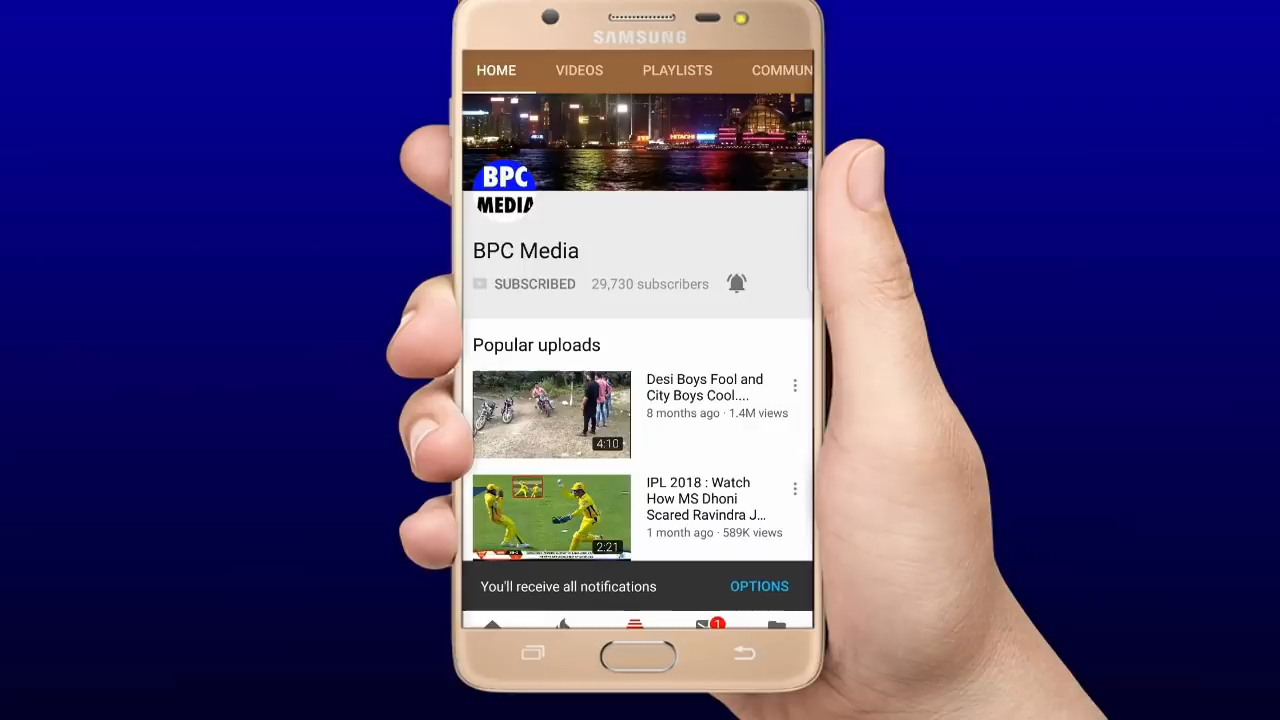 SAMSUNG
HOME VIDEOS PLAYLISTS COMMUN
HITACHI
BPC
MEDIA
BPC Media
SUBSCRIBED 29,730 subscribers
Popular uploads
Desi Boys Fool and
City Boys Cool....
8 months ago · 1.4M views
4:10
IPL 2018 : Watch
How MS Dhoni
Scared Ravindra J...
1 month ago · 589K views
2:21
You'll receive all notifications OPTIONS
1